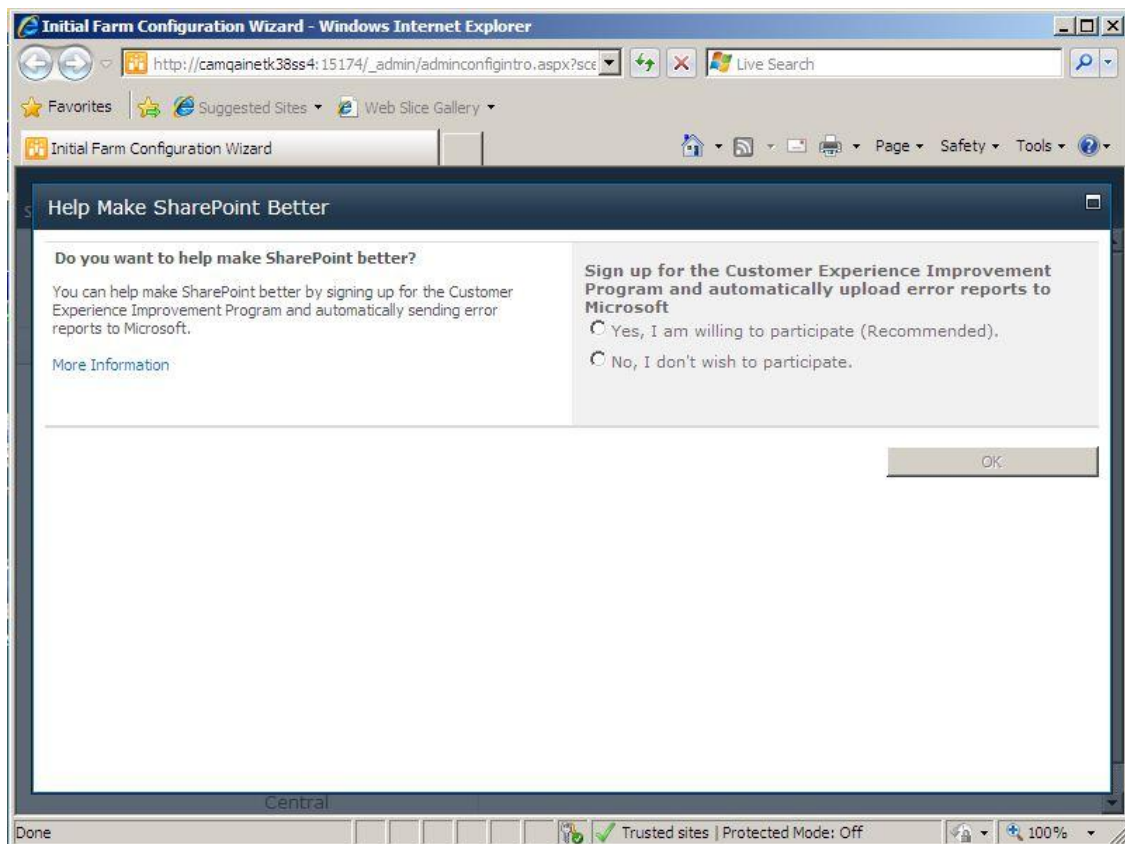 Initial Farm Configuration Wizard - Windows Internet Explorer
http://camqainetk38ss4:15174/_admin/adminconfigintro.aspx?sce
Live Search
Favorites
Suggested Sites
Web Slice Gallery
Initial Farm Configuration Wizard
Page
Safety
Tools
Help Make SharePoint Better
Do you want to help make SharePoint better?
You can help make SharePoint better by signing up for the Customer
Experience Improvement Program and automatically sending error
reports to Microsoft.
More Information
Sign up for the Customer Experience Improvement
Program and automatically upload error reports to
Microsoft
Yes, I am willing to participate (Recommended).
No, I don't wish to participate.
OK
Central
Done
Trusted sites | Protected Mode: Off
100%